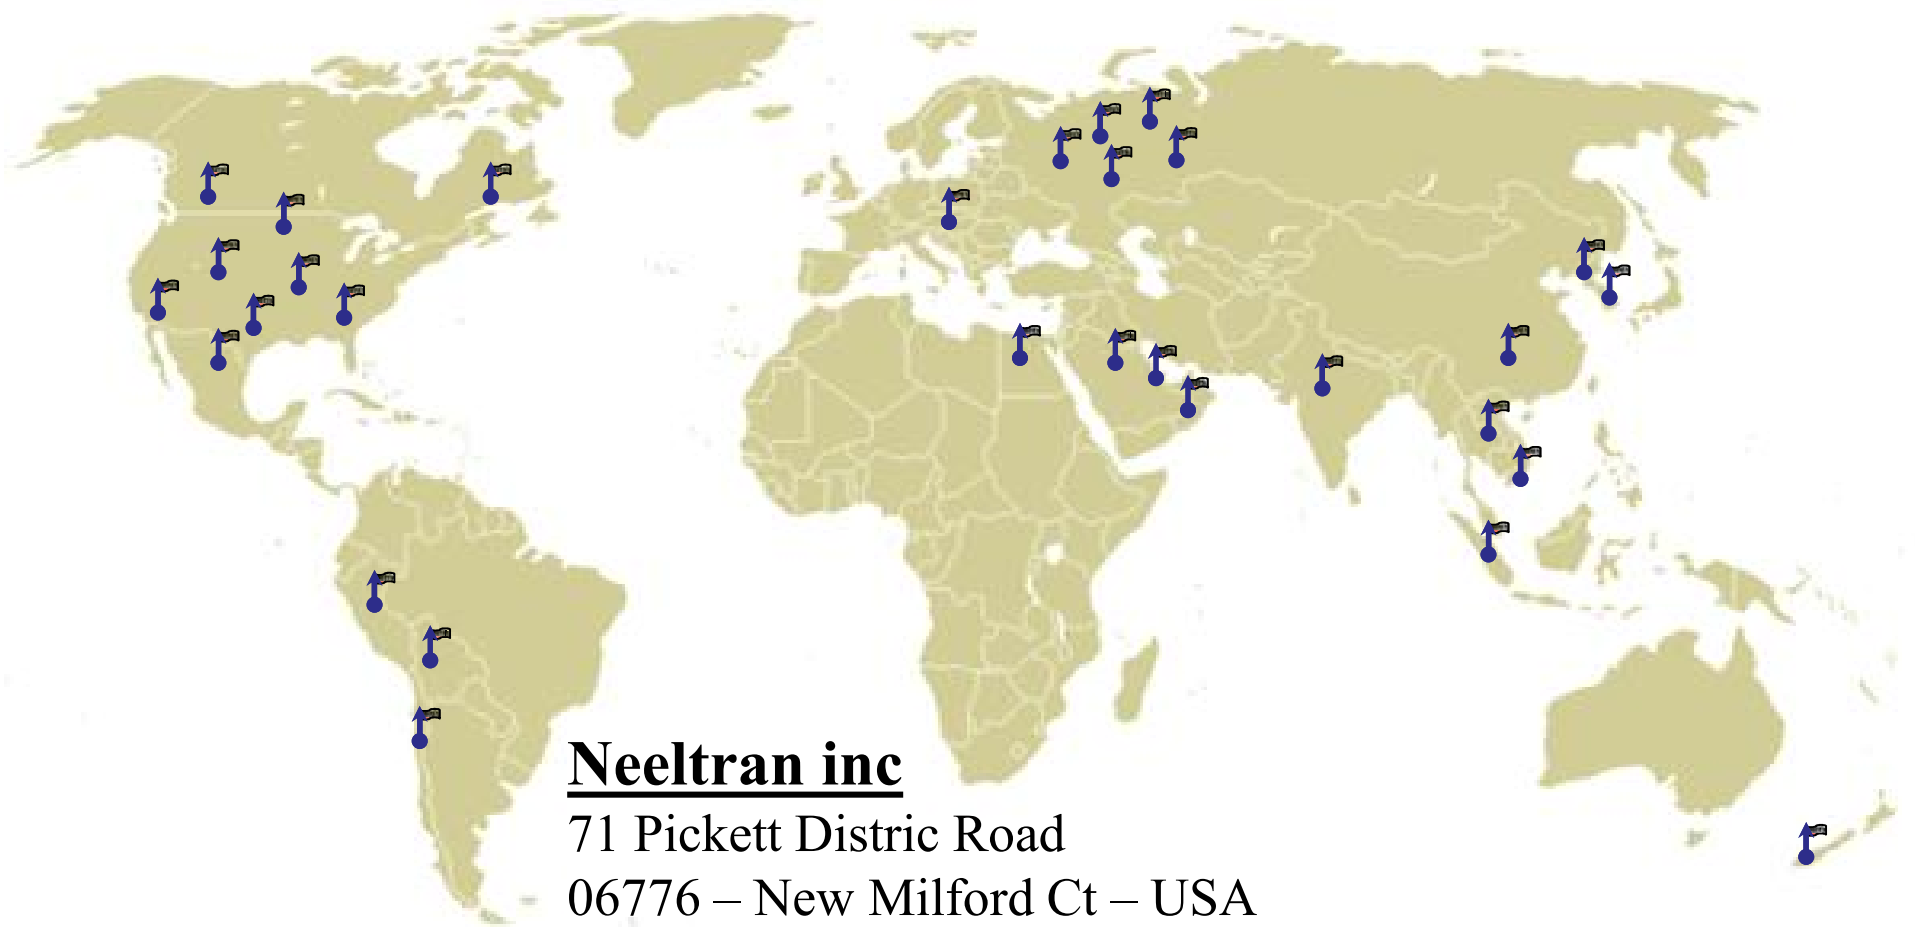 Neeltran inc
71 Pickett Distric Road
06776 – New Milford Ct – USA